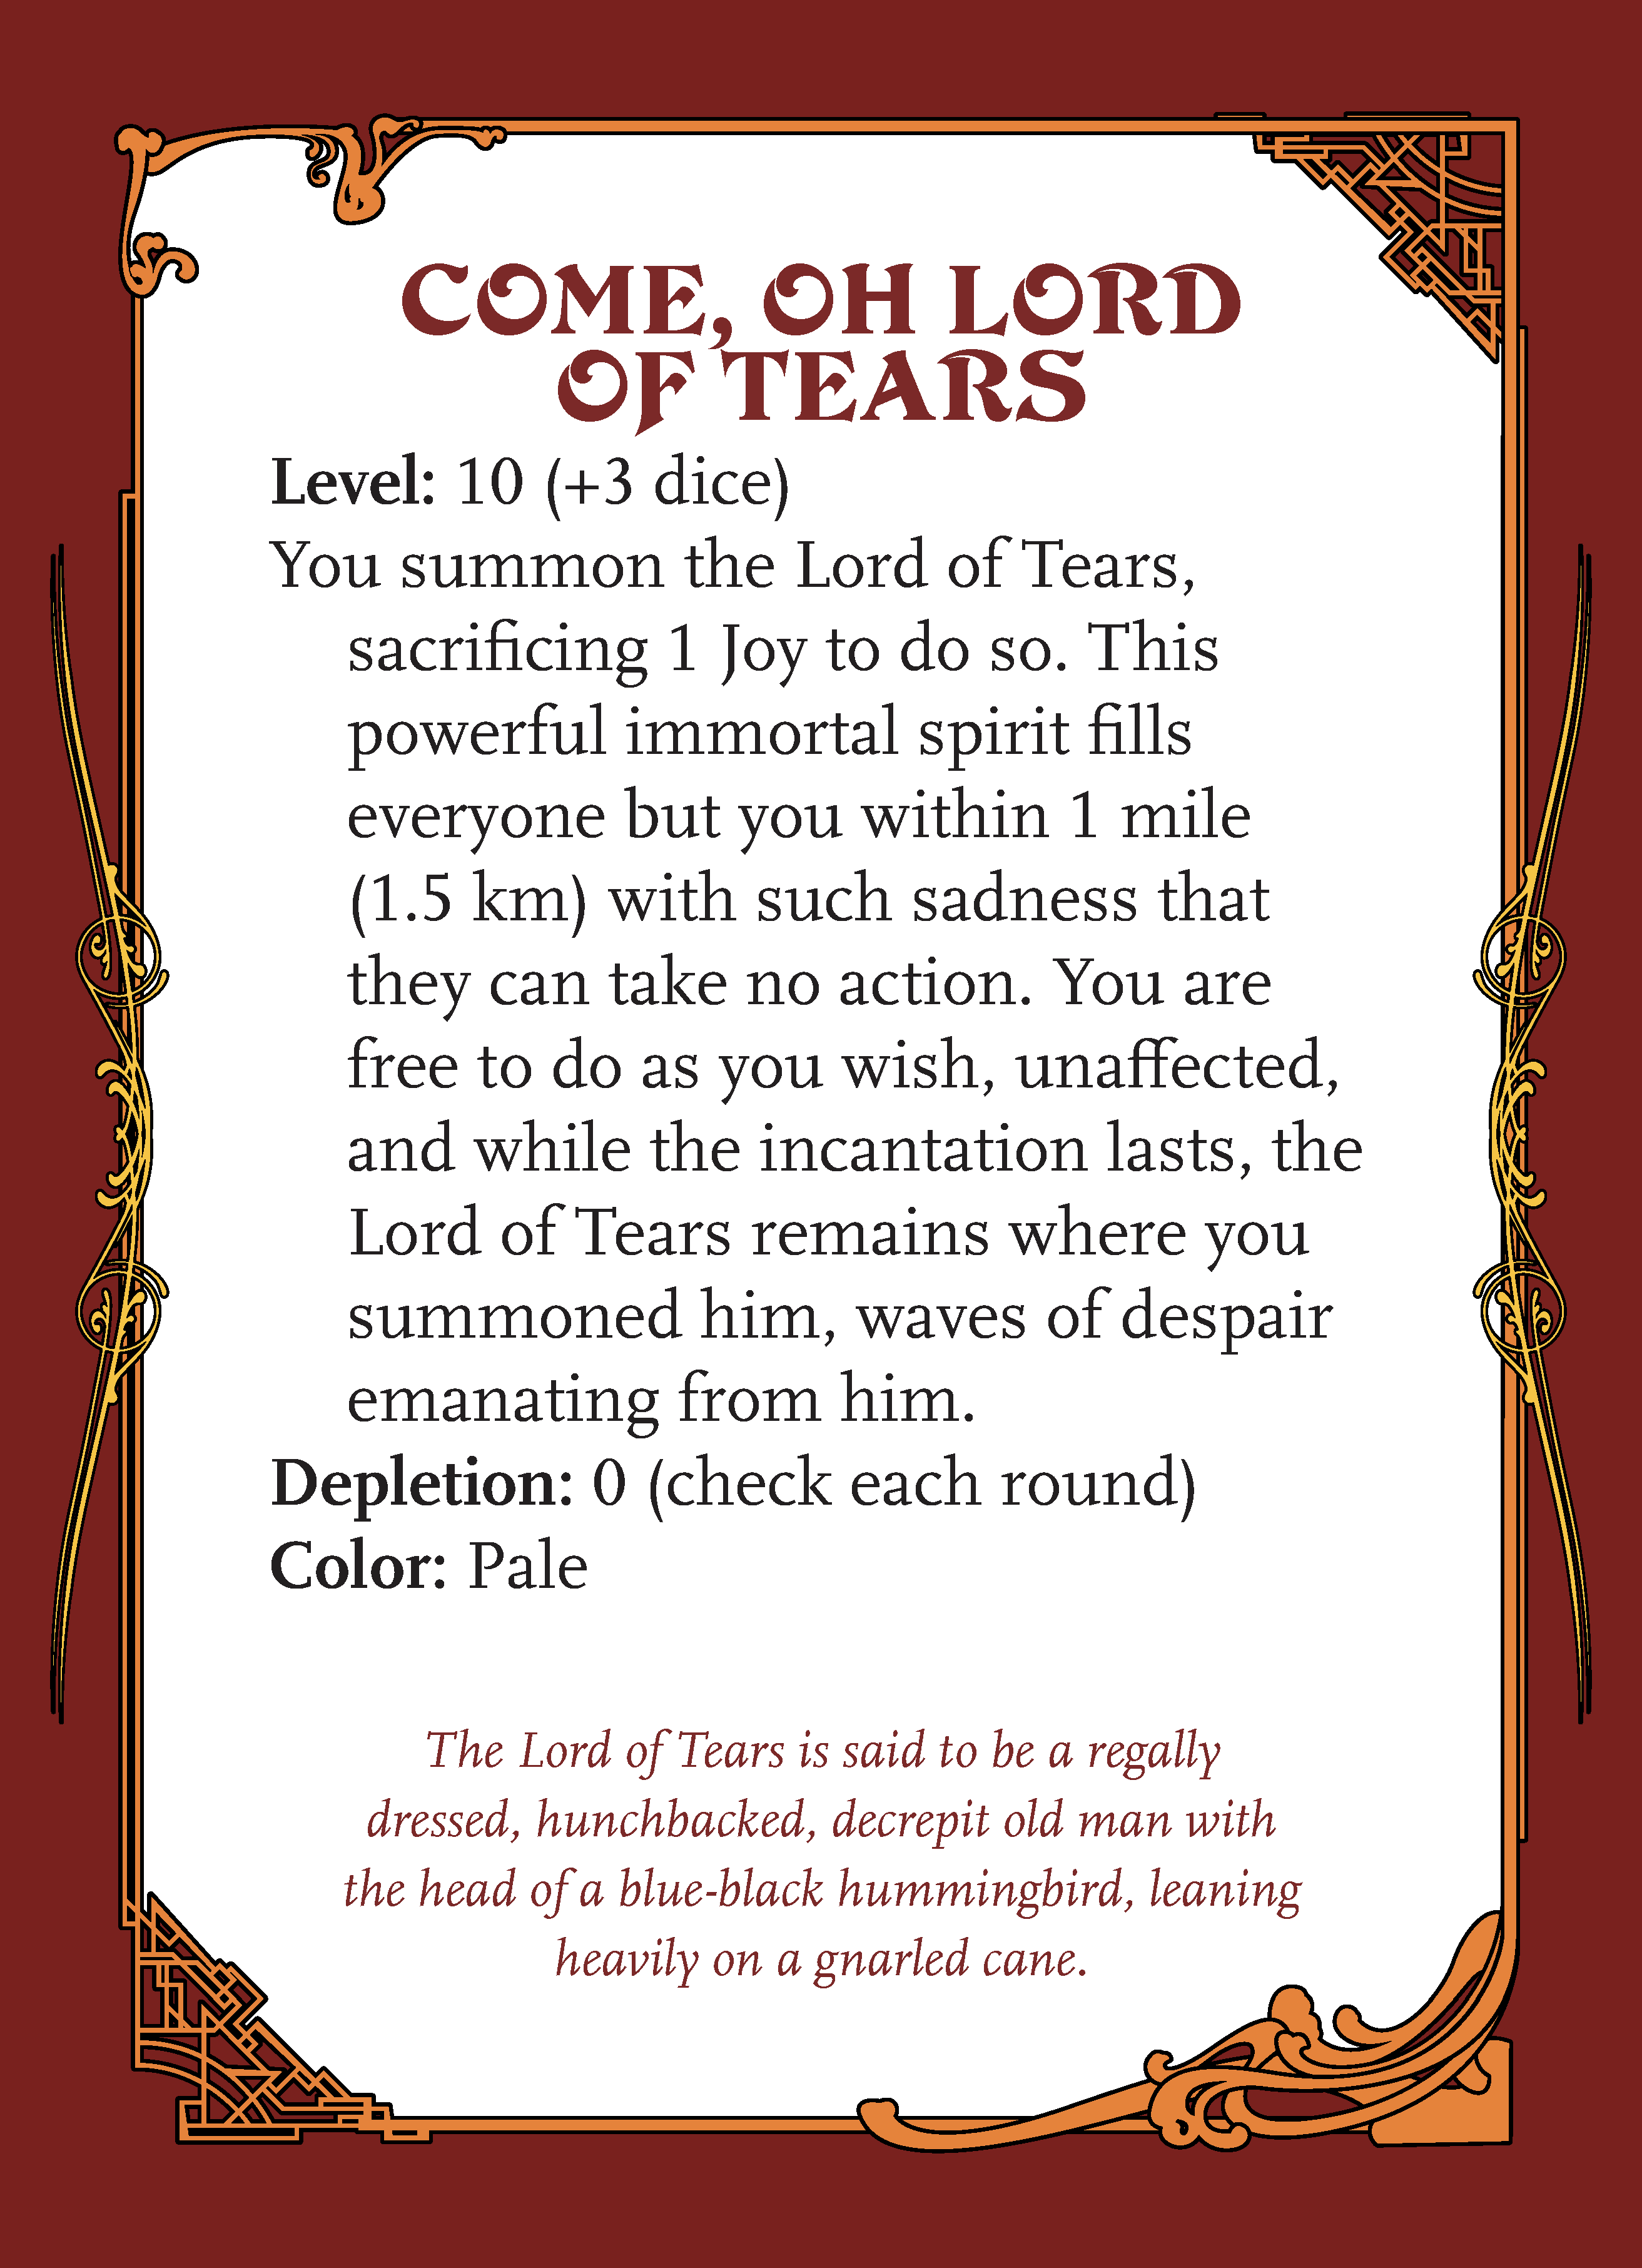 COME, OH LORD
OF TEARS
Level: 10 (+3 dice)
You summon the Lord of Tears,
sacrificing 1 Joy to do so. This
powerful immortal spirit fills
everyone but you within 1 mile
(1.5 km) with such sadness that
they can take no action. You are
free to do as you wish, unaffected,
and while the incantation lasts, the
Lord of Tears remains where you
summoned him, waves of despair
emanating from him.
Depletion: 0 (check each round)
Color: Pale
The Lord of Tears is said to be a regally
dressed, hunchbacked, decrepit old man with
the head of a blue-black hummingbird, leaning
heavily on a gnarled cane.